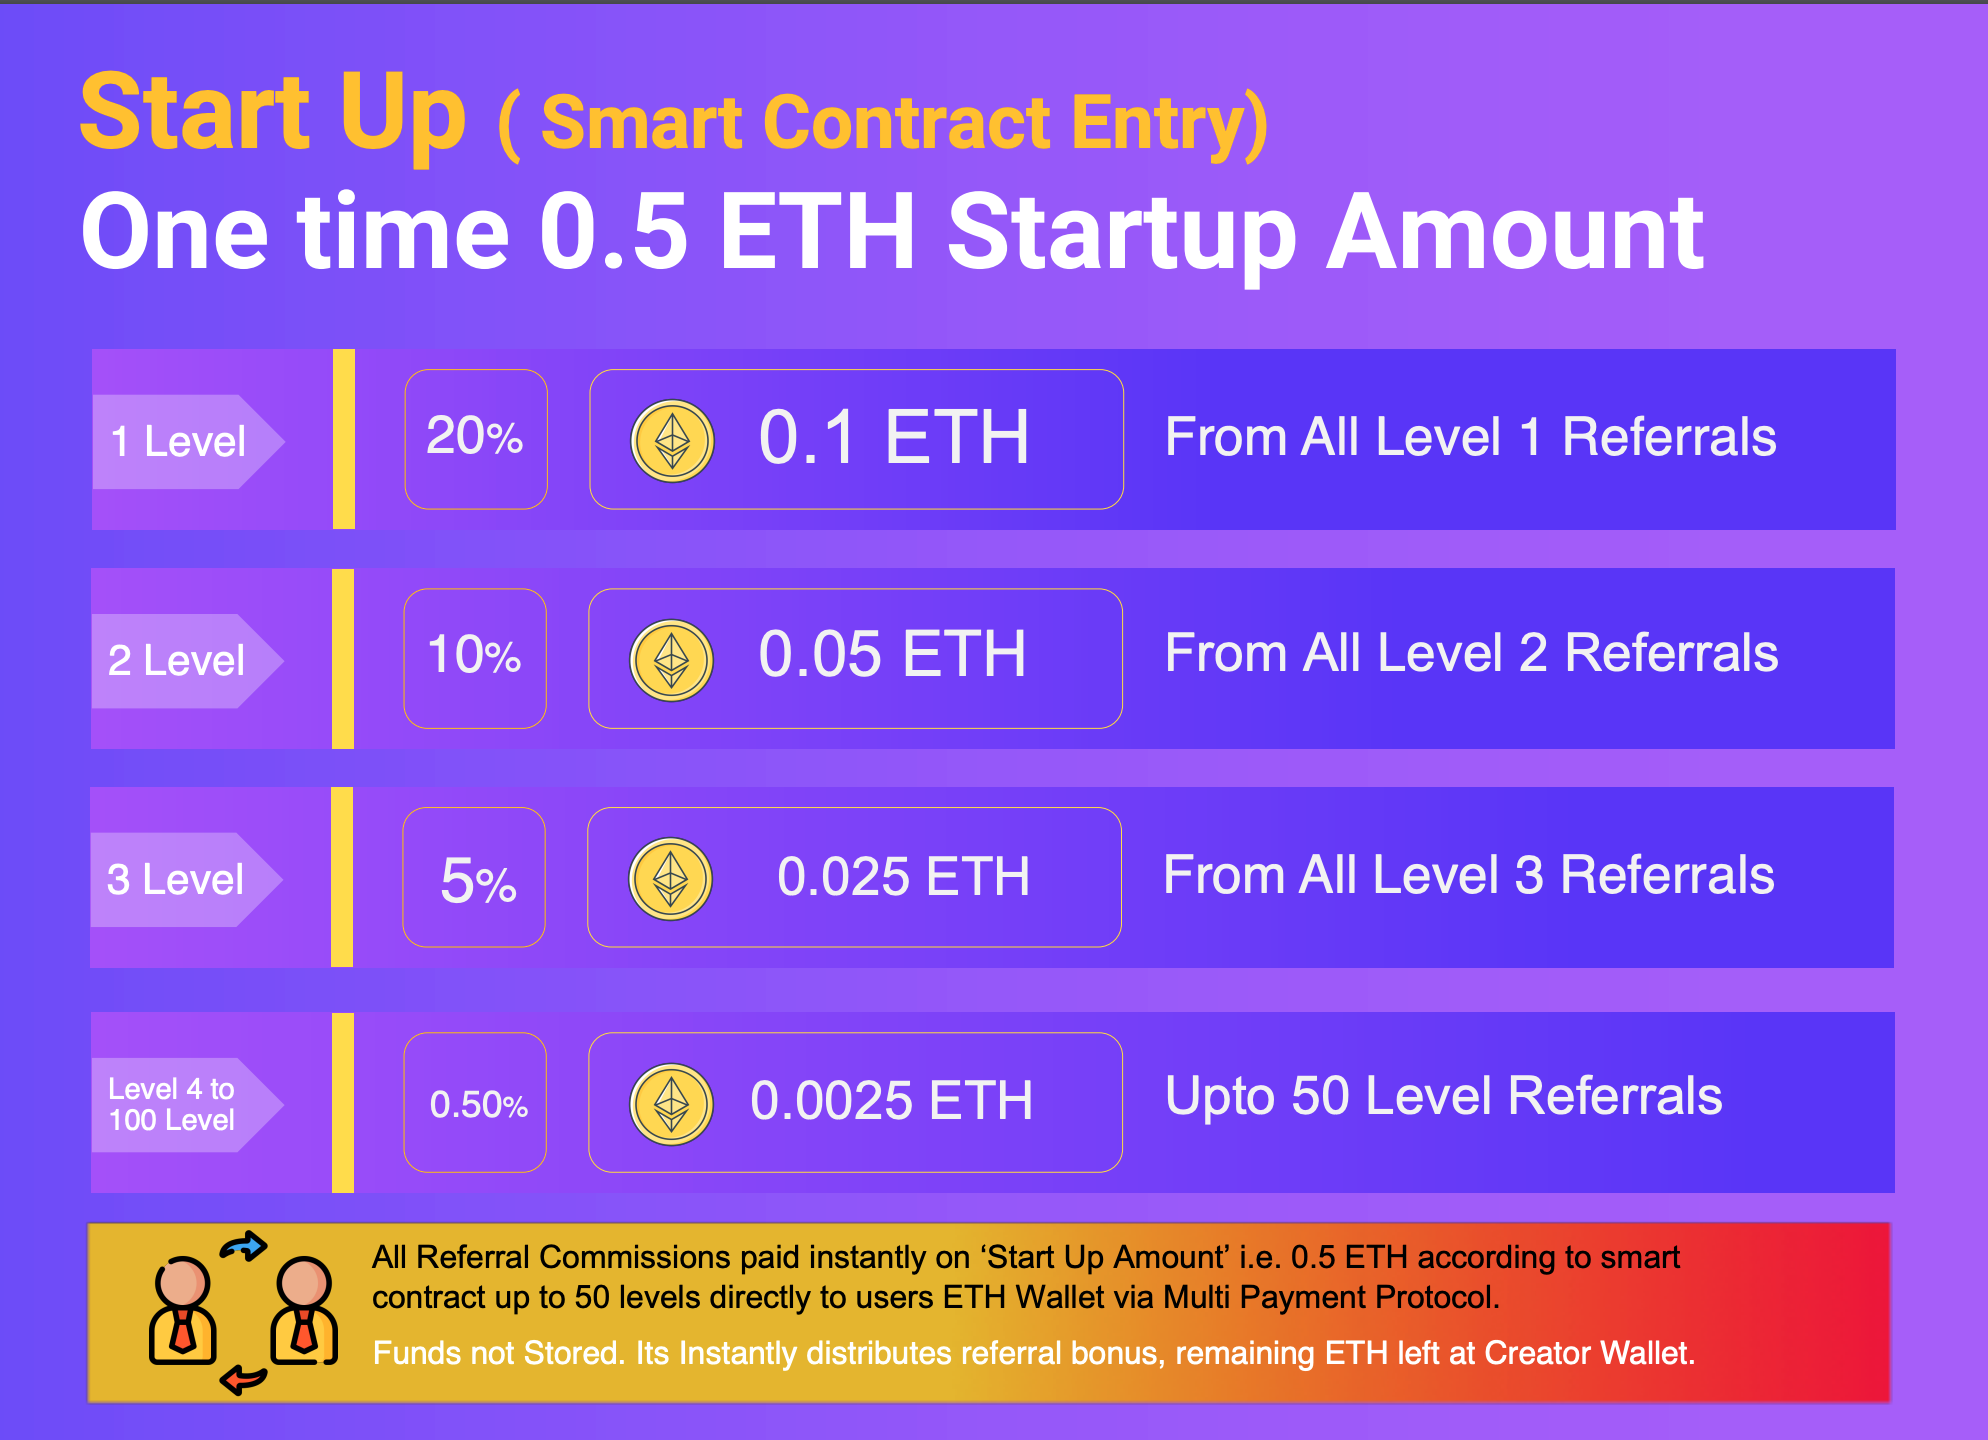 Start Up ( Smart Contract Entry)
One time 0.5 ETH Startup Amount
1 Level
20%
0.1 ETH
From All Level 1 Referrals
2 Level
10%
0.05 ETH
From All Level 2 Referrals
3 Level
5%
0.025 ETH
From All Level 3 Referrals
Level 4 to
100 Level
0.50%
0.0025 ETH
Upto 50 Level Referrals
All Referral Commissions paid instantly on ‘Start Up Amount’ i.e. 0.5 ETH according to smart
contract up to 50 levels directly to users ETH Wallet via Multi Payment Protocol.
Funds not Stored. Its Instantly distributes referral bonus, remaining ETH left at Creator Wallet.